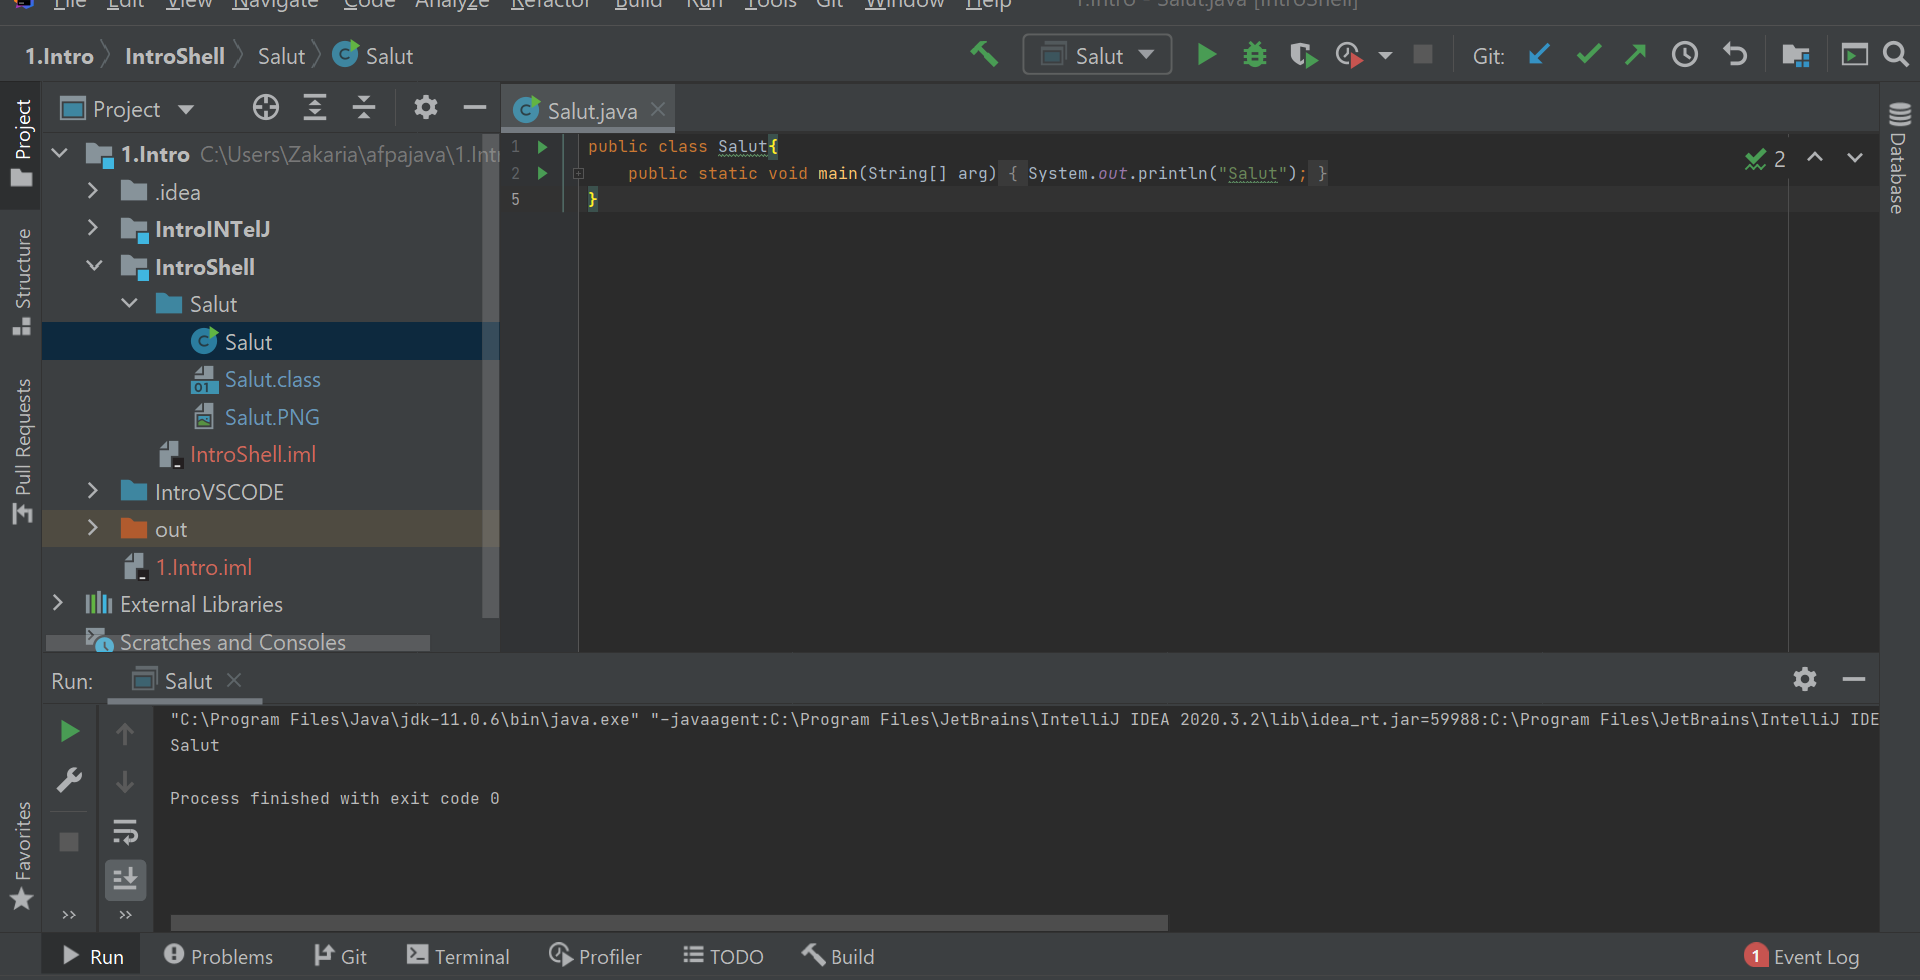 File Edit View Navigate Code Analyze Refactor Build Run Tools Git Window Help 1.Intro - Salut.java [IntroShell]
1.Intro IntroShell Salut Salut
Salut
Git:
Project
Salut.java
1.Intro C:\Users\Zakaria\afpajava\1.Intr
.idea
IntroINTelJ
IntroShell
Salut
Salut
Salut.class
Salut.PNG
IntroShell.iml
IntroVSCODE
out
1.Intro.iml
External Libraries
Scratches and Consoles
1 public class Salut{
2 public static void main(String[] arg) { System.out.println("Salut"); }
5 }
2
Project
Structure
Pull Requests
Favorites
Database
Run: Salut
"C:\Program Files\Java\jdk-11.0.6\bin\java.exe" "-javaagent:C:\Program Files\JetBrains\IntelliJ IDEA 2020.3.2\lib\idea_rt.jar=59988:C:\Program Files\JetBrains\IntelliJ IDE
Salut
Process finished with exit code 0
Run Problems Git Terminal Profiler TODO Build 1 Event Log